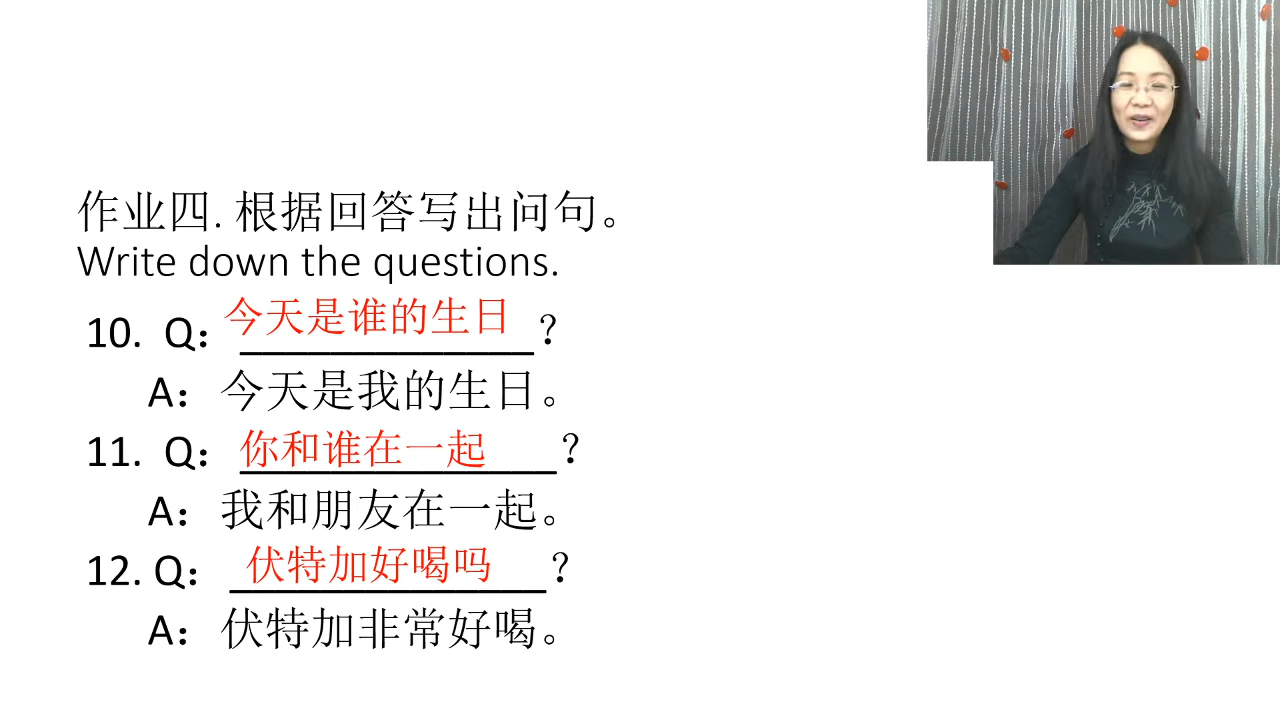 作业四. 根据回答写出问句。
Write down the questions.
10. Q：今天是谁的生日？
A：今天是我的生日。
11. Q：你和谁在一起？
A：我和朋友在一起。
12. Q：伏特加好喝吗？
A：伏特加非常好喝。